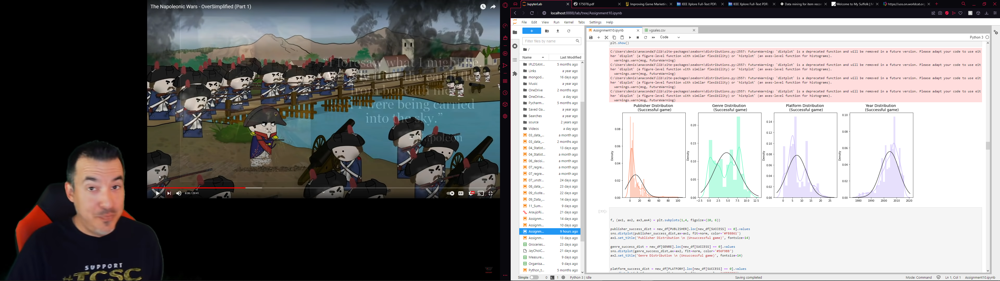 The Napoleonic Wars - OverSimplified (Part 1)
"I foresaw what I might be.
Already I felt the earth flee
from beneath me,
as if I were being carried
into the sky."
- Napoleon
8:06 / 29:41
CC
HD
SUPPORT
#TCSC
JupyterLab
175078.pdf
Improving Game Marketing
IEEE Xplore Full-Text PDF:
IEEE Xplore Full-Text PDF:
Data mining for item recom
Welcome to My Suffolk | M
https://uos.on.worldcat.org
localhost:8888/lab/tree/Assignment10.ipynb
File Edit View Run Kernel Tabs Settings Help
Filter files by name
/
Name Last Modified
IPLDSAM... 5 months ago
Links a year ago
mongod... 16 days ago
Music a year ago
OneDrive 2 months ago
OneDrive... a day ago
Pycharm... 5 months ago
Saved Ga... a year ago
Searches a year ago
source 2 years ago
Videos a day ago
03_data_... a month ago
03_data_... 2 months ago
04_Statist... 13 days ago
04_Statist... a month ago
06_decisi... a month ago
07_regre... a month ago
07_regre... a month ago
07_unstr... 24 days ago
08_data_... 23 days ago
09_cluste... 22 days ago
09_Data_... 14 days ago
11_Sum... 9 days ago
AraujoRi... 21 days ago
Assignm... 14 days ago
Assignm... 10 days ago
Assignm... 9 hours ago
Assignm... 13 days ago
Groceries... 23 days ago
JayChoiC... 21 days ago
Measure... 9 days ago
Organisa... 9 days ago
Python_t... 5 months ago
Assignment10.ipynb
vgsales.csv
Code
Python 3
plt.show()
C:\Users\denis\anaconda3\lib\site-packages\seaborn\distributions.py:2557: FutureWarning: `distplot` is a deprecated function and will be removed in a future version. Please adapt your code to use eit
her `displot` (a figure-level function with similar flexibility) or `histplot` (an axes-level function for histograms).
warnings.warn(msg, FutureWarning)
C:\Users\denis\anaconda3\lib\site-packages\seaborn\distributions.py:2557: FutureWarning: `distplot` is a deprecated function and will be removed in a future version. Please adapt your code to use eit
her `displot` (a figure-level function with similar flexibility) or `histplot` (an axes-level function for histograms).
warnings.warn(msg, FutureWarning)
C:\Users\denis\anaconda3\lib\site-packages\seaborn\distributions.py:2557: FutureWarning: `distplot` is a deprecated function and will be removed in a future version. Please adapt your code to use eit
her `displot` (a figure-level function with similar flexibility) or `histplot` (an axes-level function for histograms).
warnings.warn(msg, FutureWarning)
C:\Users\denis\anaconda3\lib\site-packages\seaborn\distributions.py:2557: FutureWarning: `distplot` is a deprecated function and will be removed in a future version. Please adapt your code to use eit
her `displot` (a figure-level function with similar flexibility) or `histplot` (an axes-level function for histograms).
warnings.warn(msg, FutureWarning)
Publisher Distribution
(Successful game)
Density
0.08
0.06
0.04
0.02
0.00
0 20 40 60 80 100
Genre Distribution
(Successful game)
Density
0.20
0.15
0.10
0.05
0.00
−2.5 0.0 2.5 5.0 7.5 10.0 12.5
Platform Distribution
(Successful game)
Density
0.14
0.12
0.10
0.08
0.06
0.04
0.02
0.00
0 5 10 15 20 25
Year Distribution
(Successful game)
Density
0.10
0.08
0.06
0.04
0.02
0.00
1980 1990 2000 2010 2020
[33]:
f, (ax1, ax2, ax3,ax4) = plt.subplots(1,4, figsize=(20, 6))
publisher_success_dist = new_df[PUBLISHER].loc[new_df[SUCCESS] == 0].values
sns.distplot(publisher_success_dist,ax=ax1, fit=norm, color='#FB8861')
ax1.set_title('Publisher Distribution \n (Unsuccessful game)', fontsize=14)
genre_success_dist = new_df[GENRE].loc[new_df[SUCCESS] == 0].values
sns.distplot(genre_success_dist,ax=ax2, fit=norm, color='#56F9BB')
ax2.set_title('Genre Distribution \n (Unsuccessful game)', fontsize=14)
platform_success_dist = new_df[PLATFORM].loc[new_df[SUCCESS] == 0].values
Simple 0 1 Python 3 | Idle Saving completed Mode: Command Ln 1, Col 1 Assignment10.ipynb